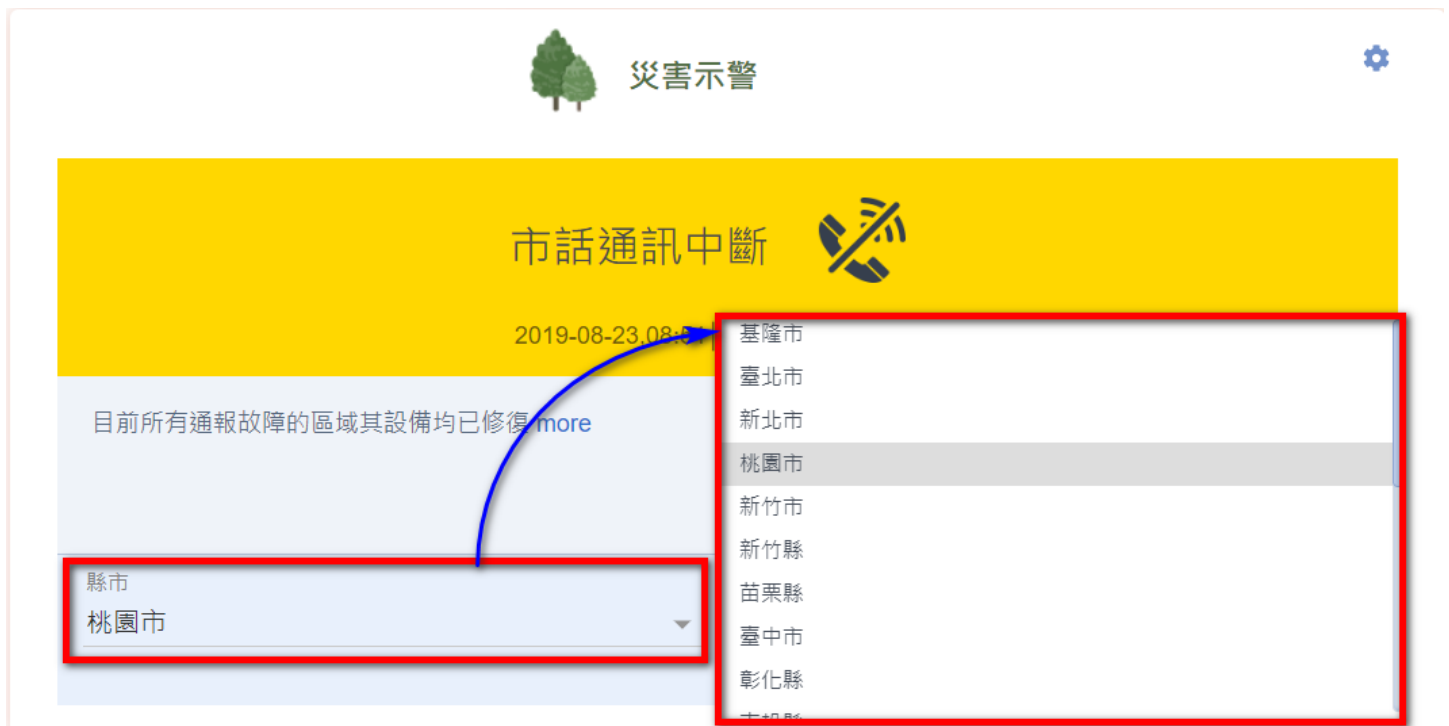 災害示警
市話通訊中斷
2019-08-23,08:
目前所有通報故障的區域其設備均已修復 more
縣市
桃園市
基隆市
臺北市
新北市
桃園市
新竹市
新竹縣
苗栗縣
臺中市
彰化縣